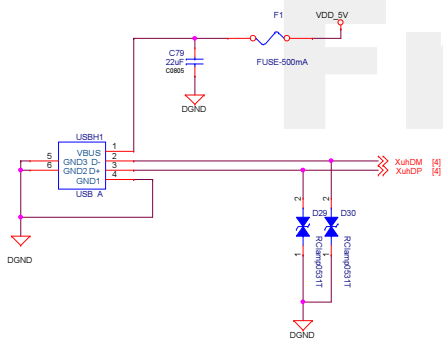 F1
VDD_5V
C79
22uF
C0805
FUSE-500mA
DGND
USBH1
VBUS
1
5
GND3
D-
2
6
GND2
D+
3
GND1
4
USB_A
XuhDM [4]
XuhDP [4]
2
2
D29
D30
RClamp0531T
RClamp0531T
1
1
DGND
DGND